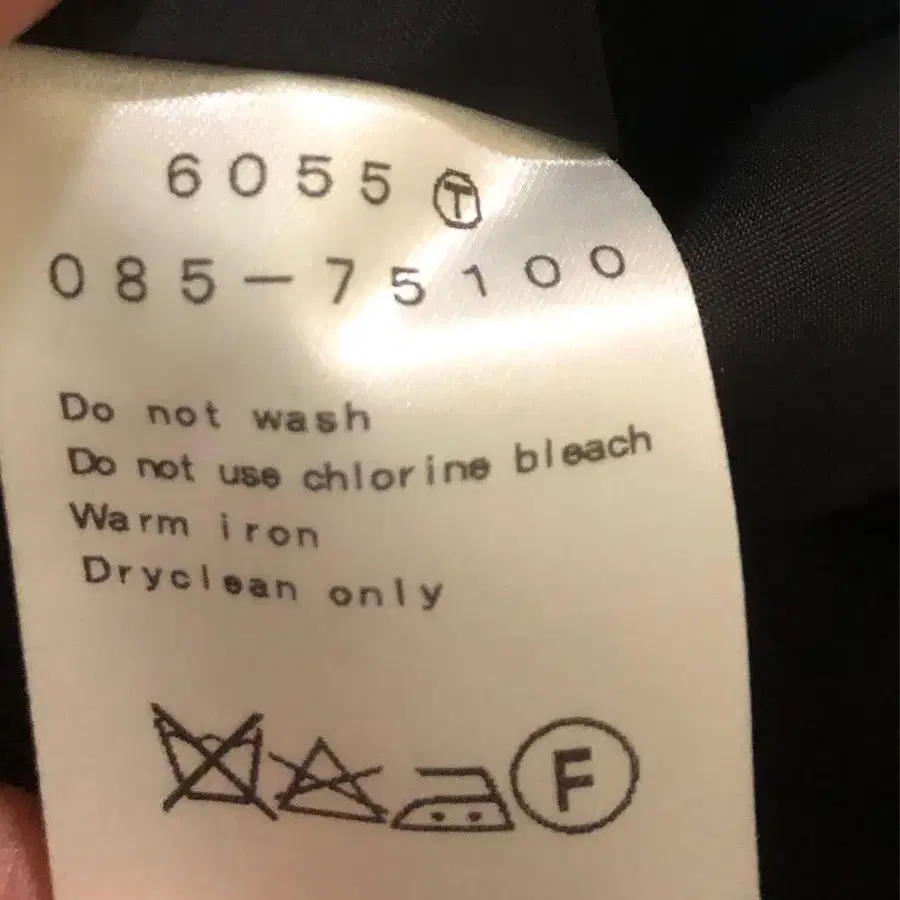 6055 Ⓣ
085-75100
Do not wash
Do not use chlorine bleach
Warm iron
Dryclean only
F